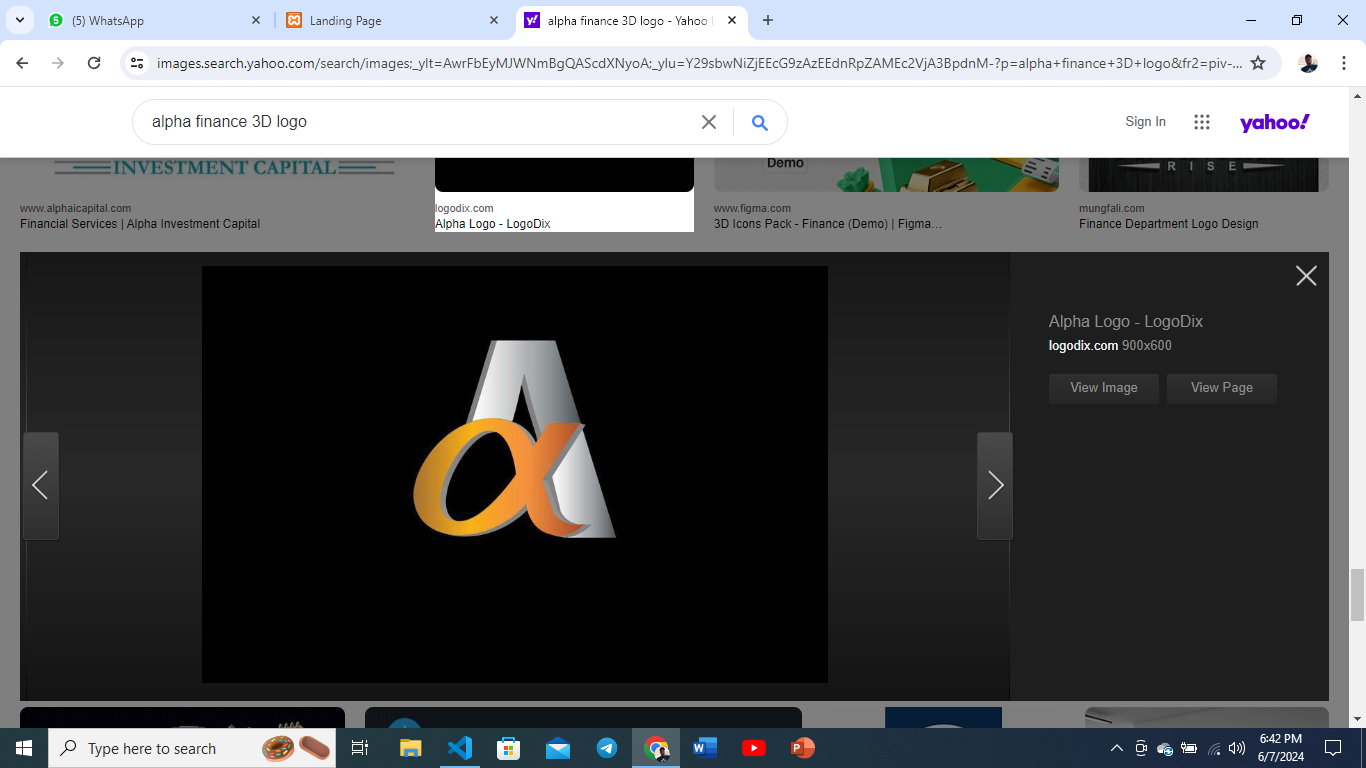 (5) WhatsApp
Landing Page
alpha finance 3D logo - Yahoo
images.search.yahoo.com/search/images;_ylt=AwrFbEyMJWNmBgQAScdXNyoA;_ylu=Y29sbwNiZjEEcG9zAzEEdnRpZAMEc2VjA3BpdnM-?p=alpha+finance+3D+logo&fr2=piv-...
alpha finance 3D logo
Sign In
yahoo!
INVESTMENT CAPITAL
Demo
RISE
www.alphaicapital.com
Financial Services | Alpha Investment Capital
logodix.com
Alpha Logo - LogoDix
www.figma.com
3D Icons Pack - Finance (Demo) | Figma…
mungfali.com
Finance Department Logo Design
Alpha Logo - LogoDix
logodix.com 900x600
View Image
View Page
Aα
Type here to search
6:42 PM
6/7/2024